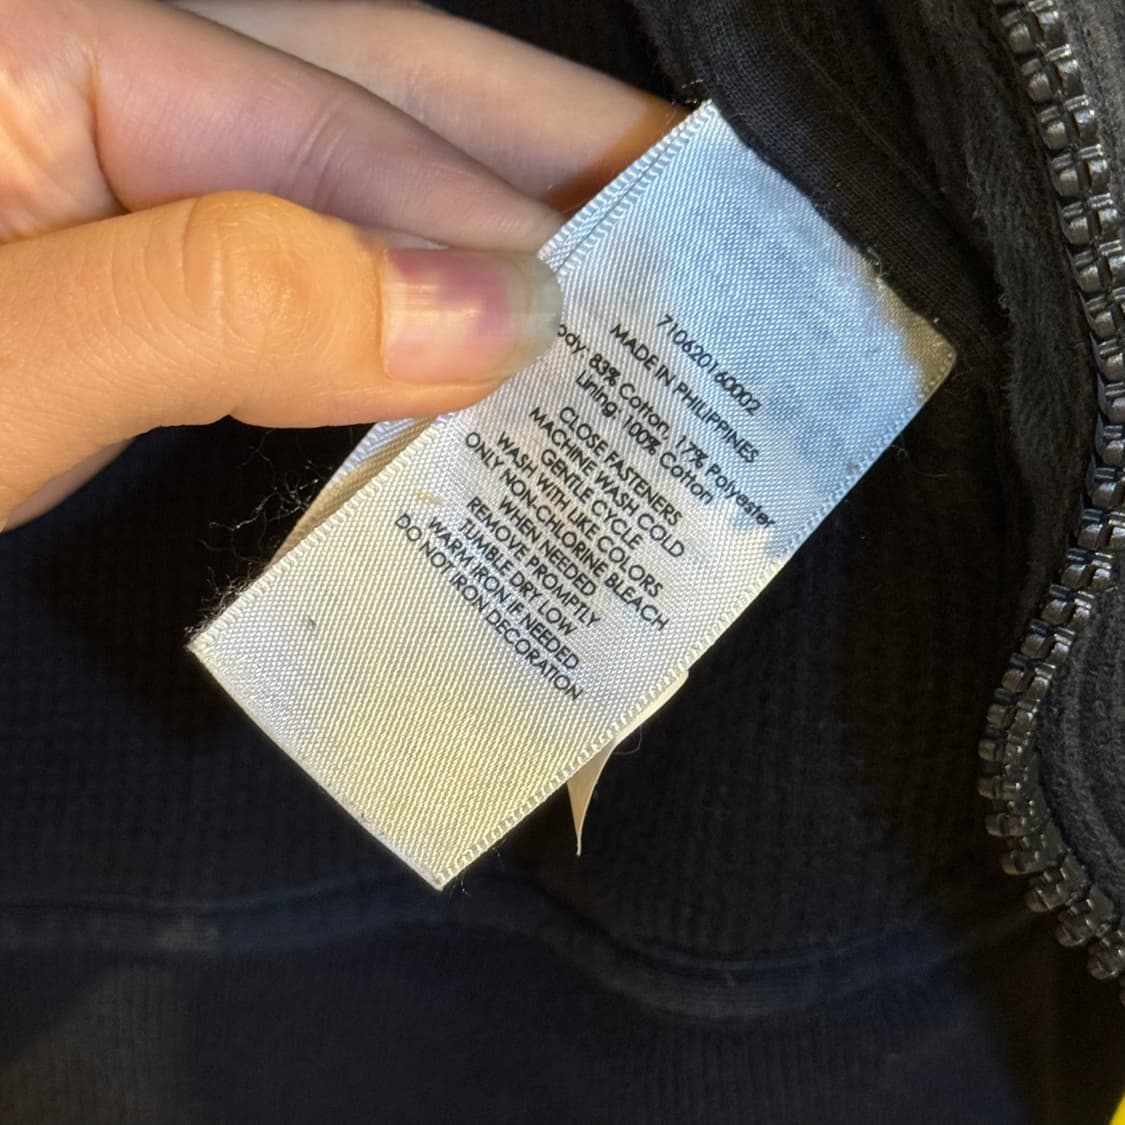 710620160002
MADE IN PHILIPPINES
ody 83% Cotton, 17% Polyester
Lining: 100% Cotton
CLOSE FASTENERS
MACHINE WASH COLD
GENTLE CYCLE
WASH WITH LIKE COLORS
ONLY NON-CHLORINE BLEACH
WHEN NEEDED
REMOVE PROMPTLY
TUMBLE DRY LOW
WARM IRON IF NEEDED
DO NOT IRON DECORATION